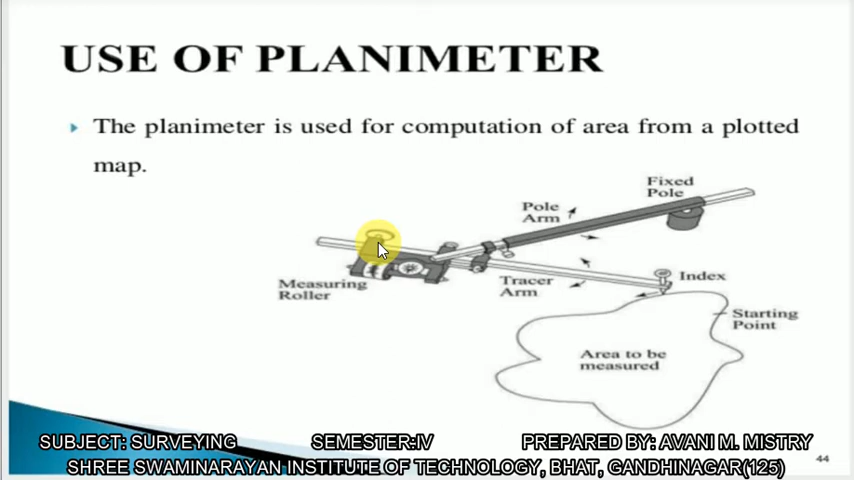 USE OF PLANIMETER
The planimeter is used for computation of area from a plotted
map.
Fixed
Pole
Pole
Arm
Measuring
Roller
Tracer
Arm
Index
Starting
Point
Area to be
measured
SUBJECT: SURVEYING SEMESTER:IV PREPARED BY: AVANI M. MISTRY
SHREE SWAMINARAYAN INSTITUTE OF TECHNOLOGY, BHAT, GANDHINAGAR(125)
44